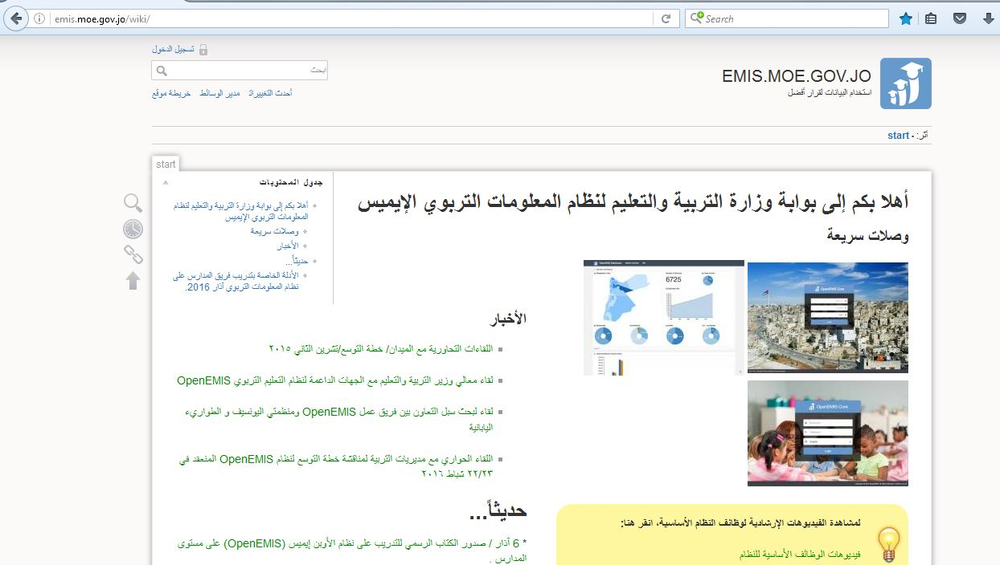 emis.moe.gov.jo/wiki/
Search
تسجيل الدخول
ابحث
أحدث التغييرات مدير الوسائط خريطة موقع
EMIS.MOE.GOV.JO
استخدام البيانات لقرار أفضل
أثر: • start
start
جدول المحتويات
أهلا بكم إلى بوابة وزارة التربية والتعليم لنظام
المعلومات التربوي الإيميس
وصلات سريعة
الأخبار
حديثاً...
الأدلة الخاصة بتدريب فريق المدارس على
نظام المعلومات التربوي آذار 2016.
أهلا بكم إلى بوابة وزارة التربية والتعليم لنظام المعلومات التربوي الإيميس
وصلات سريعة
OpenEMIS Core
6725
OpenEMIS Core
الأخبار
اللقاءات التحاورية مع الميدان/ خطة التوسع/تشرين الثاني ٢٠١٥
لقاء معالي وزير التربية والتعليم مع الجهات الداعمة لنظام التعليم التربوي OpenEMIS
لقاء لبحث سبل التعاون بين فريق عمل OpenEMIS ومنظمتي اليونسيف و الطواريء
اليابانية
اللقاء الحواري مع مديريات التربية لمناقشة خطة التوسع لنظام OpenEMIS المنعقد في
٢٢/٢٣ شباط ٢٠١٦
حديثاً...
* 6 آذار / صدور الكتاب الرسمي للتدريب على نظام الأوبن إيميس (OpenEMIS) على مستوى
المدارس .
لمشاهدة الفيديوهات الإرشادية لوظائف النظام الأساسية، انقر هنا:
فيديوهات الوظائف الأساسية للنظام